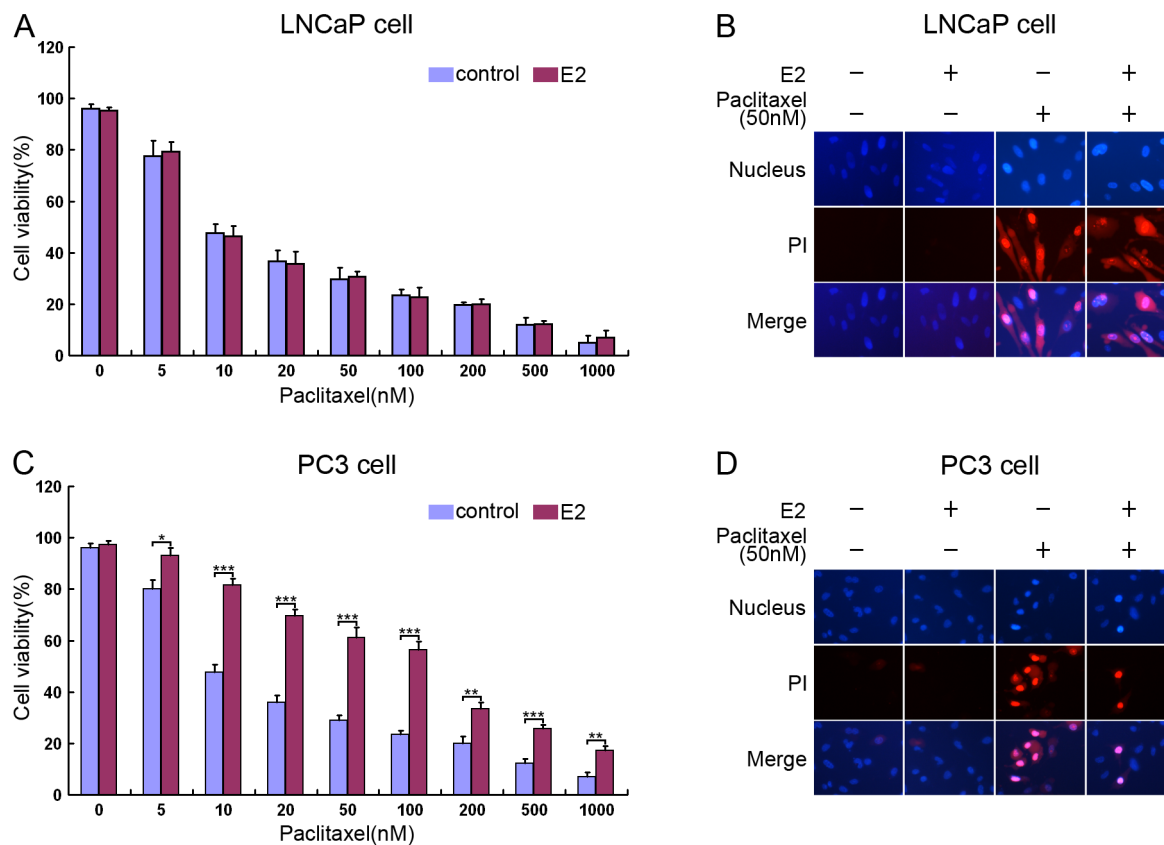 A
LNCaP cell
control
E2
Cell viability(%)
120
100
80
60
40
20
0
0 5 10 20 50 100 200 500 1000
Paclitaxel(nM)
B
LNCaP cell
E2 − + − +
Paclitaxel
(50nM) − − + +
Nucleus
PI
Merge
C
PC3 cell
control
E2
Cell viability(%)
120
100
80
60
40
20
0
* *** *** *** *** ** *** **
0 5 10 20 50 100 200 500 1000
Paclitaxel(nM)
D
PC3 cell
E2 − + − +
Paclitaxel
(50nM) − − + +
Nucleus
PI
Merge